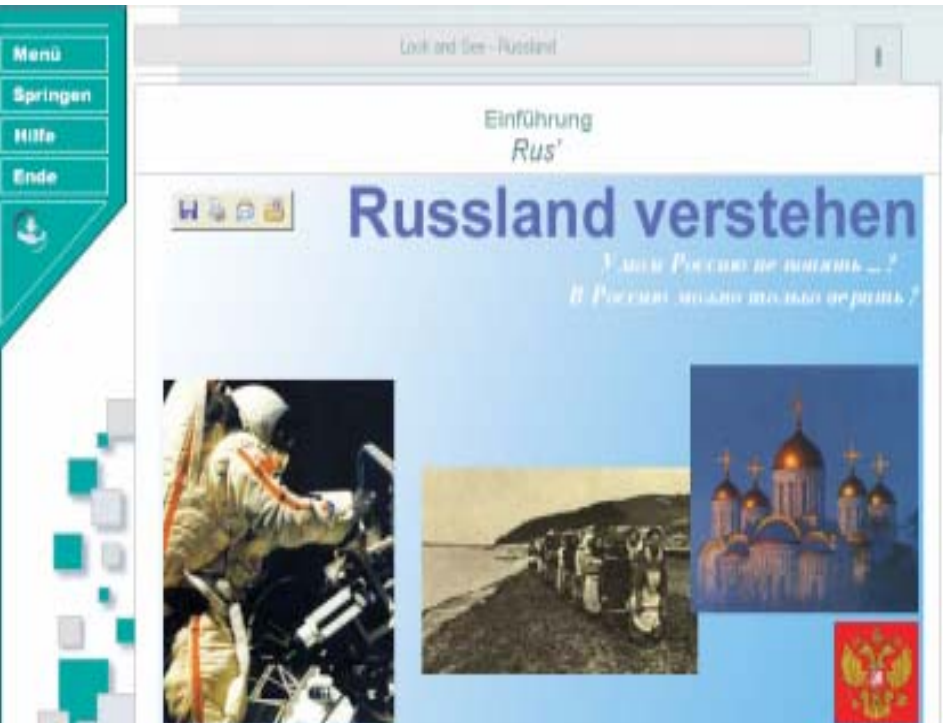 Menü
Springen
Hilfe
Ende
Look and See - Russland
Einführung
Rus'
Russland verstehen
Умом Россию не понять ...?
В Россию можно только верить?